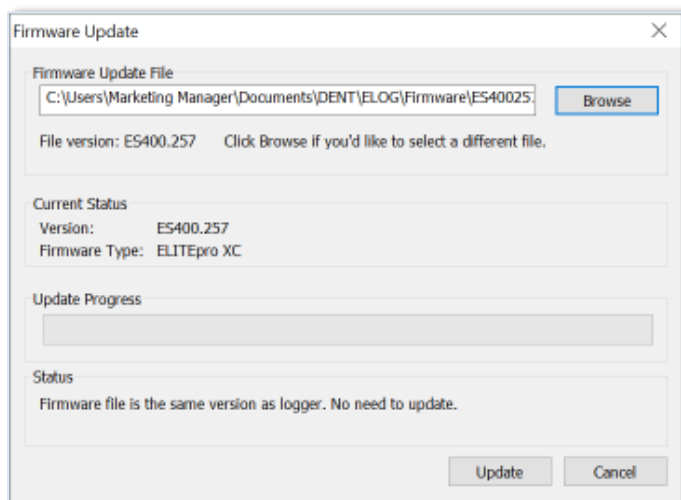 Firmware Update
Firmware Update File
C:\Users\Marketing Manager\Documents\DENT\ELOG\Firmware\ES40025
Browse
File version: ES400.257 Click Browse if you'd like to select a different file.
Current Status
Version: ES400.257
Firmware Type: ELITEpro XC
Update Progress
Status
Firmware file is the same version as logger. No need to update.
Update Cancel